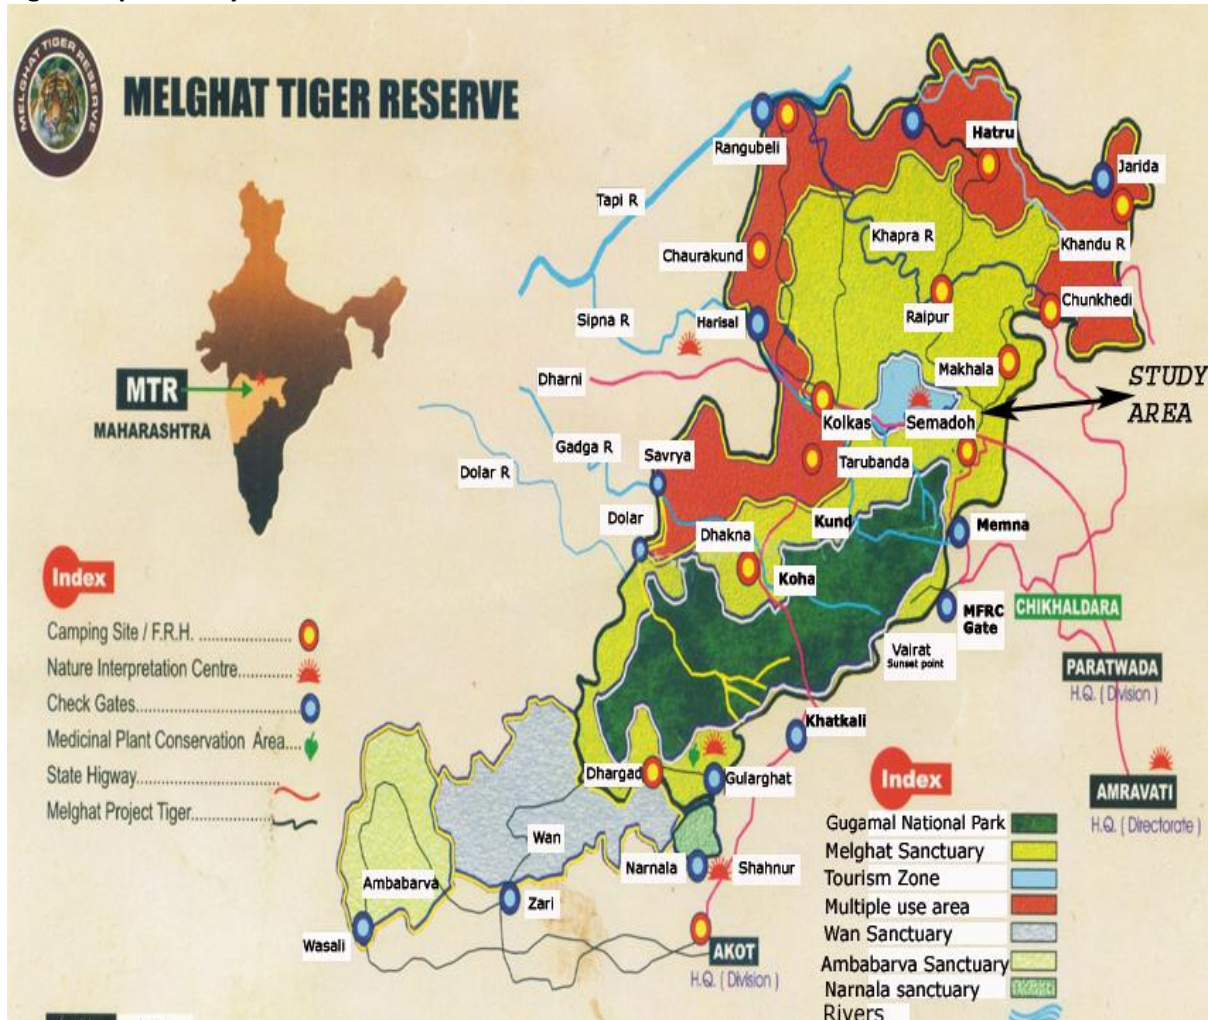 MELGHAT TIGER RESERVE
MELGHAT TIGER RESERVE
Rangubeli
Hatru
Jarida
Tapi R
Khapra R
Khandu R
Chaurakund
Chunkhedi
Raipur
Sipna R
Harisal
Makhala
Dharni
STUDY
AREA
MTR
MAHARASHTRA
Kolkas
Semadoh
Gadga R
Savrya
Tarubanda
Dolar R
Dolar
Kund
Memna
Dhakna
Koha
MFRC
Gate
CHIKHALDARA
Vairat
Sunset point
PARATWADA
H.Q. ( Division )
Index
Camping Site / F.R.H. ....................
Nature Interpretation Centre............
Check Gates...................................
Medicinal Plant Conservation Area....
State Higway..............................
Melghat Project Tiger......................
Khatkali
Dhargad
Gularghat
AMRAVATI
H.Q. ( Directorate )
Wan
Narnala
Shahnur
Ambabarva
Zari
Wasali
AKOT
H.Q. ( Division )
Index
Gugamal National Park
Melghat Sanctuary
Tourism Zone
Multiple use area
Wan Sanctuary
Ambabarva Sanctuary
Narnala sanctuary
Rivers